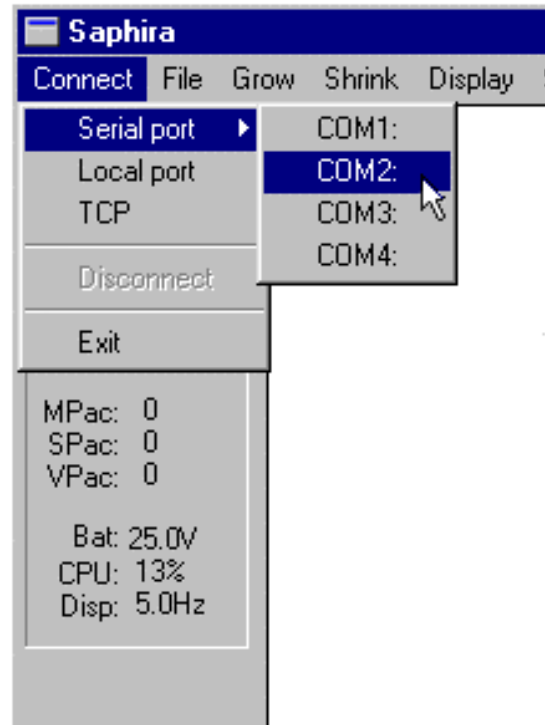 Saphira
Connect File Grow Shrink Display
Serial port COM1:
Local port COM2:
TCP COM3:
COM4:
Disconnect
Exit
MPac: 0
SPac: 0
VPac: 0
Bat: 25.0V
CPU: 13%
Disp: 5.0Hz